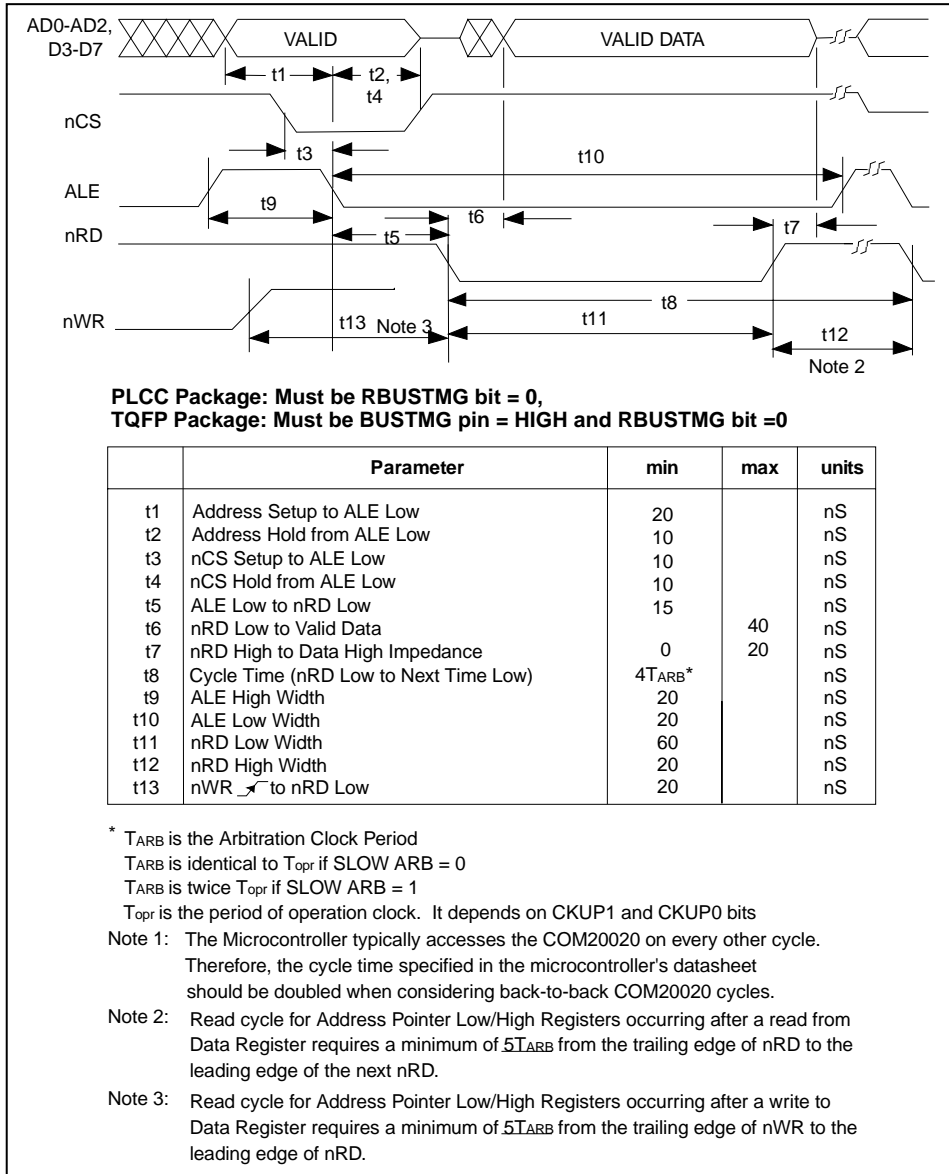 AD0-AD2,
D3-D7
VALID
VALID DATA
t1
t2,
t4
nCS
t3
t10
ALE
t9
t6
t7
nRD
t5
t8
nWR
t13
Note 3
t11
t12
Note 2
PLCC Package: Must be RBUSTMG bit = 0,
TQFP Package: Must be BUSTMG pin = HIGH and RBUSTMG bit =0
Parameter min max units
t1 Address Setup to ALE Low 20 nS
t2 Address Hold from ALE Low 10 nS
t3 nCS Setup to ALE Low 10 nS
t4 nCS Hold from ALE Low 10 nS
t5 ALE Low to nRD Low 15 nS
t6 nRD Low to Valid Data 40 nS
t7 nRD High to Data High Impedance 0 20 nS
t8 Cycle Time (nRD Low to Next Time Low) 4TARB* nS
t9 ALE High Width 20 nS
t10 ALE Low Width 20 nS
t11 nRD Low Width 60 nS
t12 nRD High Width 20 nS
t13 nWR to nRD Low 20 nS
* TARB is the Arbitration Clock Period
TARB is identical to Topr if SLOW ARB = 0
TARB is twice Topr if SLOW ARB = 1
Topr is the period of operation clock. It depends on CKUP1 and CKUP0 bits
Note 1: The Microcontroller typically accesses the COM20020 on every other cycle.
Therefore, the cycle time specified in the microcontroller's datasheet
should be doubled when considering back-to-back COM20020 cycles.
Note 2: Read cycle for Address Pointer Low/High Registers occurring after a read from
Data Register requires a minimum of 5TARB from the trailing edge of nRD to the
leading edge of the next nRD.
Note 3: Read cycle for Address Pointer Low/High Registers occurring after a write to
Data Register requires a minimum of 5TARB from the trailing edge of nWR to the
leading edge of nRD.